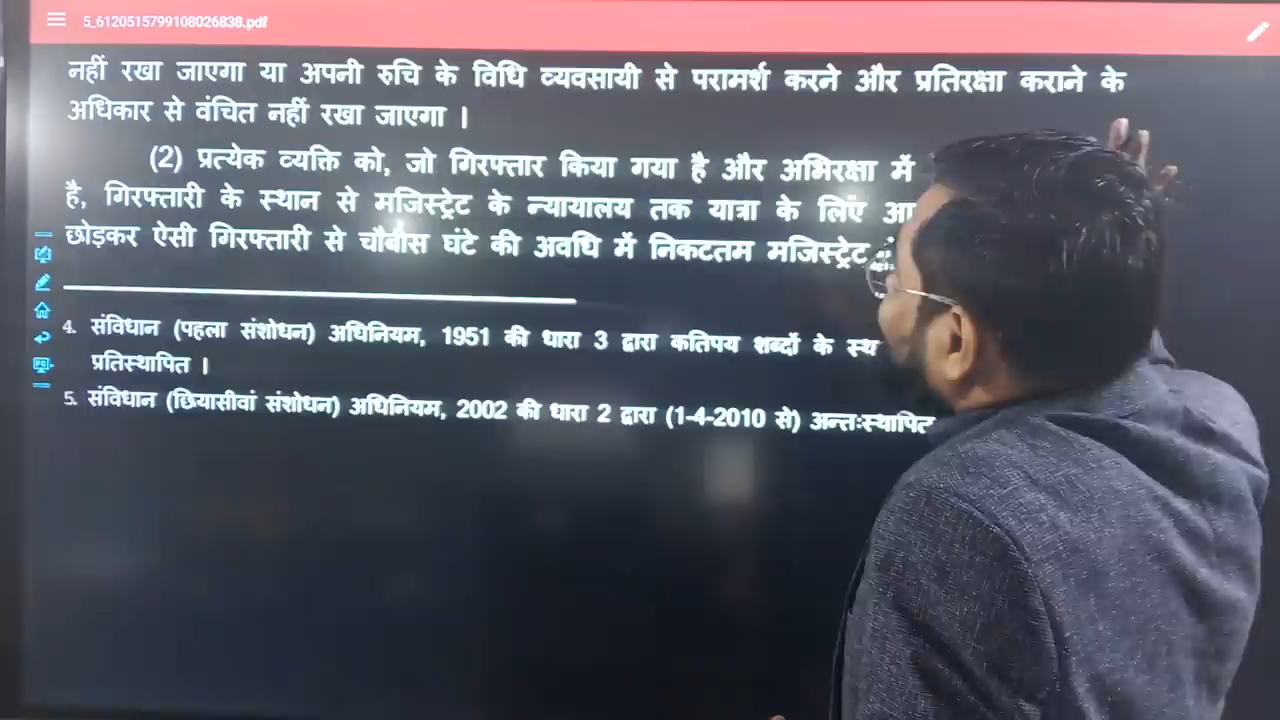 5_6120515799108026838.pdf
नहीं रखा जाएगा या अपनी रुचि के विधि व्यवसायी से परामर्श करने और प्रतिरक्षा कराने के
अधिकार से वंचित नहीं रखा जाएगा ।
(2) प्रत्येक व्यक्ति को, जो गिरफ्तार किया गया है और अभिरक्षा में
है, गिरफ्तारी के स्थान से मजिस्ट्रेट के न्यायालय तक यात्रा के लिए
छोड़कर ऐसी गिरफ्तारी से चौबीस घंटे की अवधि में निकटतम मजिस्ट्रेट
4. संविधान (पहला संशोधन) अधिनियम, 1951 की धारा 3 द्वारा कतिपय शब्दों के
प्रतिस्थापित ।
5. संविधान (छियासीवां संशोधन) अधिनियम, 2002 की धारा 2 द्वारा (1-4-2010 से) अन्तःस्थापित